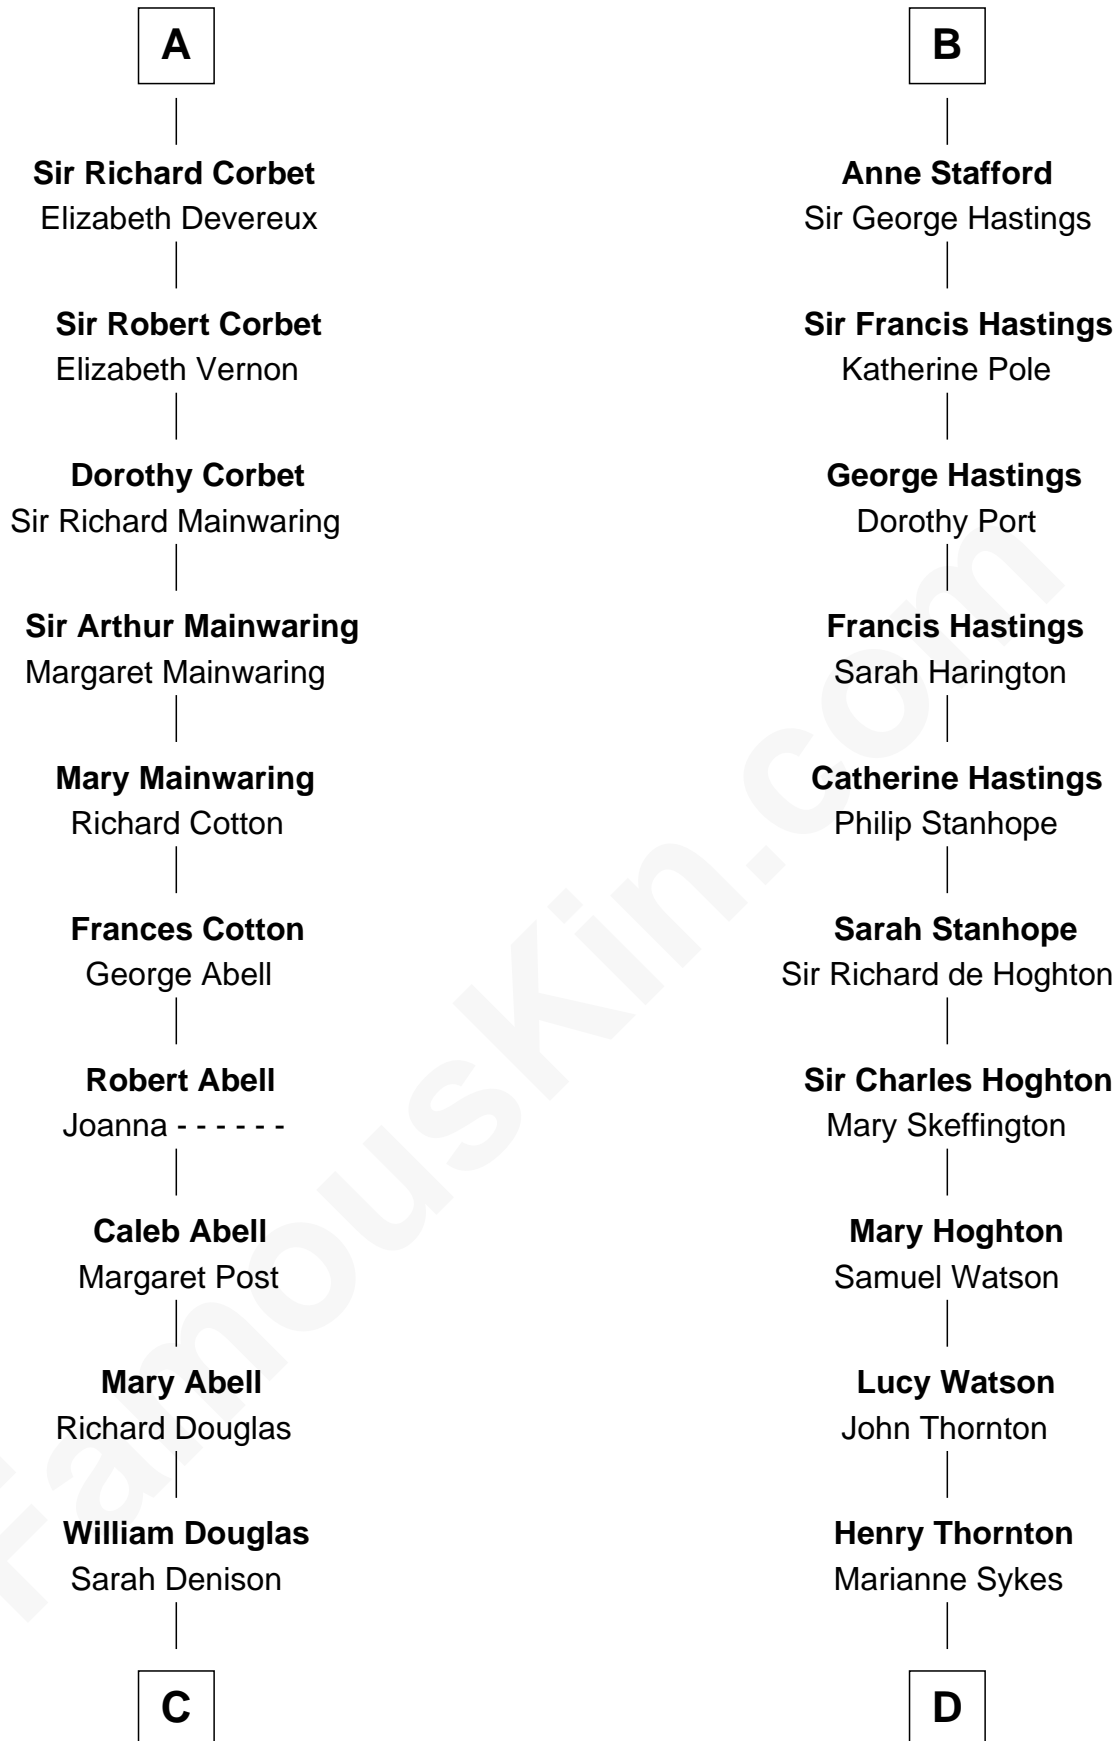 A
Sir Richard Corbet
Elizabeth Devereux
Sir Robert Corbet
Elizabeth Vernon
Dorothy Corbet
Sir Richard Mainwaring
Sir Arthur Mainwaring
Margaret Mainwaring
Mary Mainwaring
Richard Cotton
Frances Cotton
George Abell
Robert Abell
Joanna - - - - - -
Caleb Abell
Margaret Post
Mary Abell
Richard Douglas
William Douglas
Sarah Denison
C
B
Anne Stafford
Sir George Hastings
Sir Francis Hastings
Katherine Pole
George Hastings
Dorothy Port
Francis Hastings
Sarah Harington
Catherine Hastings
Philip Stanhope
Sarah Stanhope
Sir Richard de Hoghton
Sir Charles Hoghton
Mary Skeffington
Mary Hoghton
Samuel Watson
Lucy Watson
John Thornton
Henry Thornton
Marianne Sykes
D
FamousKin.com